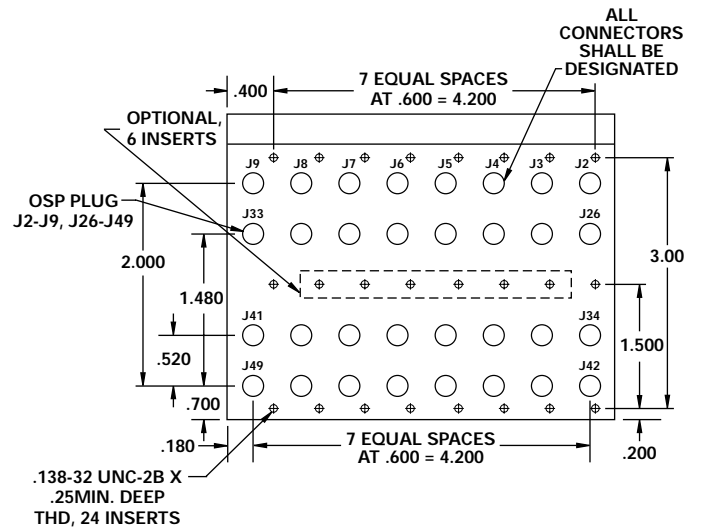 ALL
CONNECTORS
SHALL BE
DESIGNATED
7 EQUAL SPACES
AT .600 = 4.200
.400
OPTIONAL,
6 INSERTS
J9 J8 J7 J6 J5 J4 J3 J2
OSP PLUG
J2-J9, J26-J49
J33 J26
2.000
3.00
1.480
J41 J34
1.500
.520
J49 J42
.700
.180
7 EQUAL SPACES
AT .600 = 4.200
.200
.138-32 UNC-2B X
.25MIN. DEEP
THD, 24 INSERTS